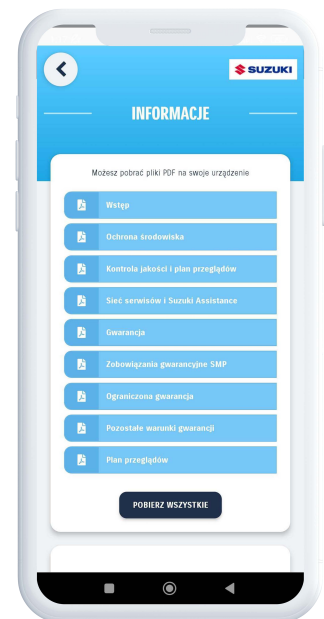 SUZUKI
INFORMACJE
Możesz pobrać pliki PDF na swoje urządzenie
Wstęp
Ochrona środowiska
Kontrola jakości i plan przeglądów
Sieć serwisów i Suzuki Assistance
Gwarancja
Zobowiązania gwarancyjne SMP
Ograniczona gwarancja
Pozostałe warunki gwarancji
Plan przeglądów
POBIERZ WSZYSTKIE